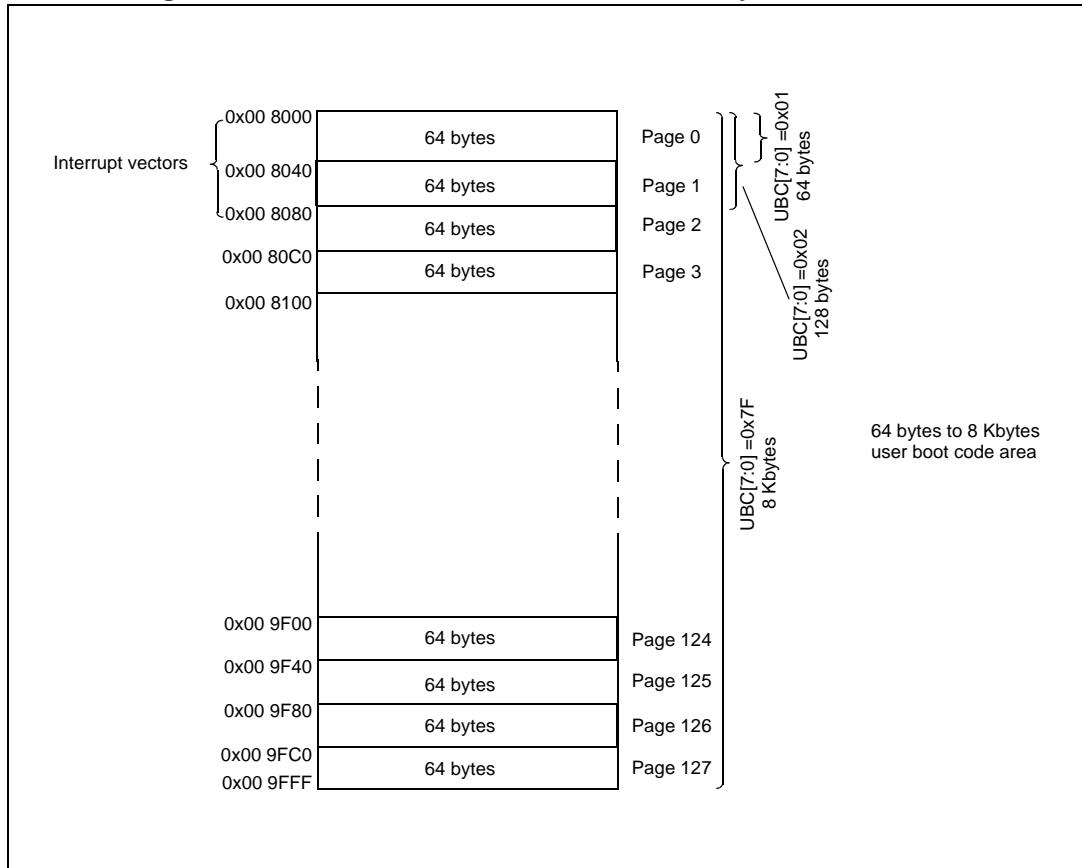 0x00 8000
64 bytes
Page 0
Interrupt vectors
0x00 8040
64 bytes
Page 1
0x00 8080
64 bytes
Page 2
0x00 80C0
64 bytes
Page 3
0x00 8100
UBC[7:0] =0x01
64 bytes
UBC[7:0] =0x02
128 bytes
UBC[7:0] =0x7F
8 Kbytes
64 bytes to 8 Kbytes
user boot code area
0x00 9F00
64 bytes
Page 124
0x00 9F40
64 bytes
Page 125
0x00 9F80
64 bytes
Page 126
0x00 9FC0
64 bytes
Page 127
0x00 9FFF